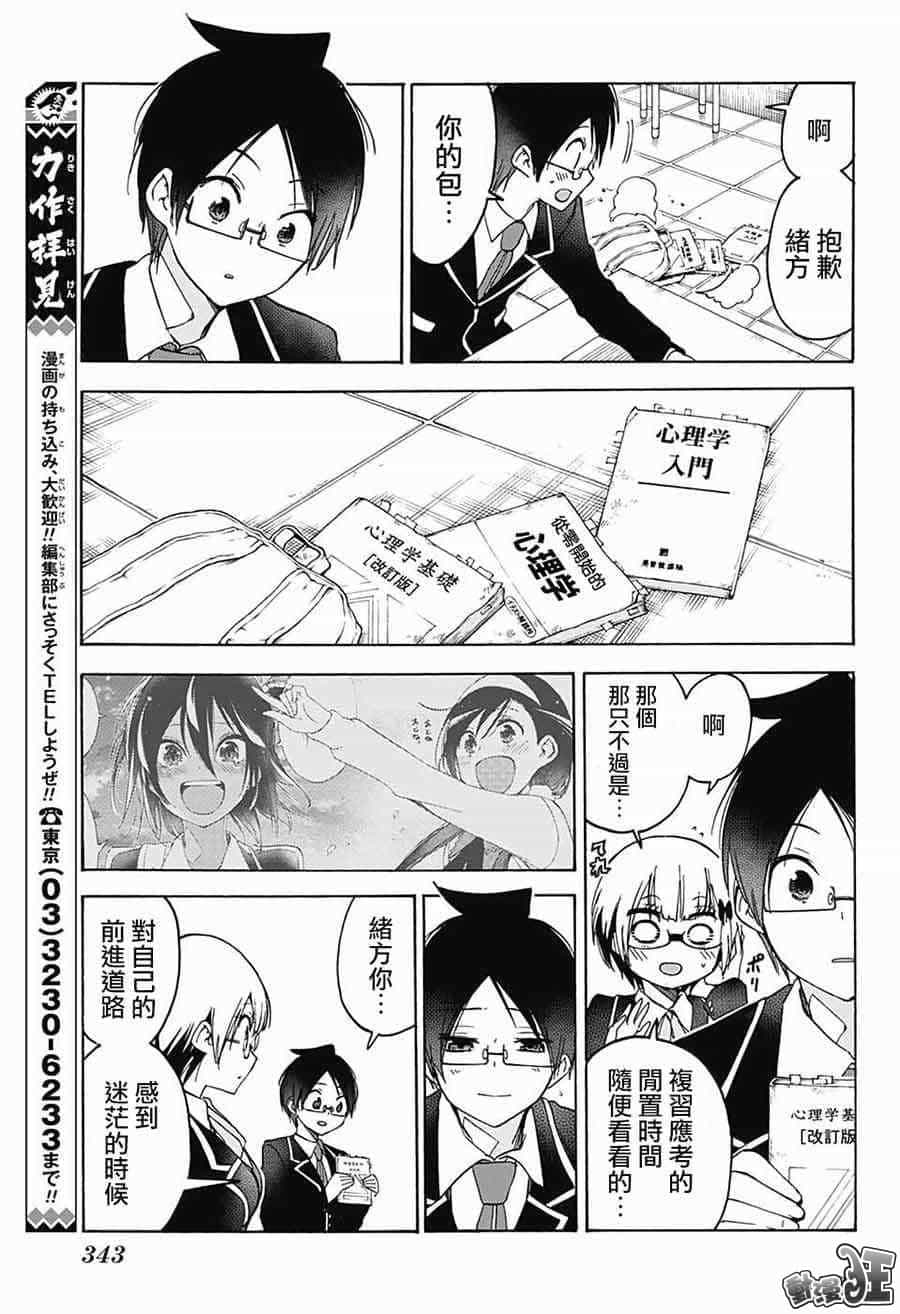 啊
抱歉
緒方
你的包…
心理学
入門
從零開始的
心理学
心理学基礎
[改訂版]
啊
那個
那只不過是…
複習應考的
閒置時間
隨便看看的…
心理学基
[改訂版
緒方你…
對自己的
前進道路
感到
迷茫的時候
力作拝見
漫画の持ち込み、大歓迎!!編集部にさっそくTELしようぜ!!☎東京(03)3230-6233まで!!
343
動漫狂